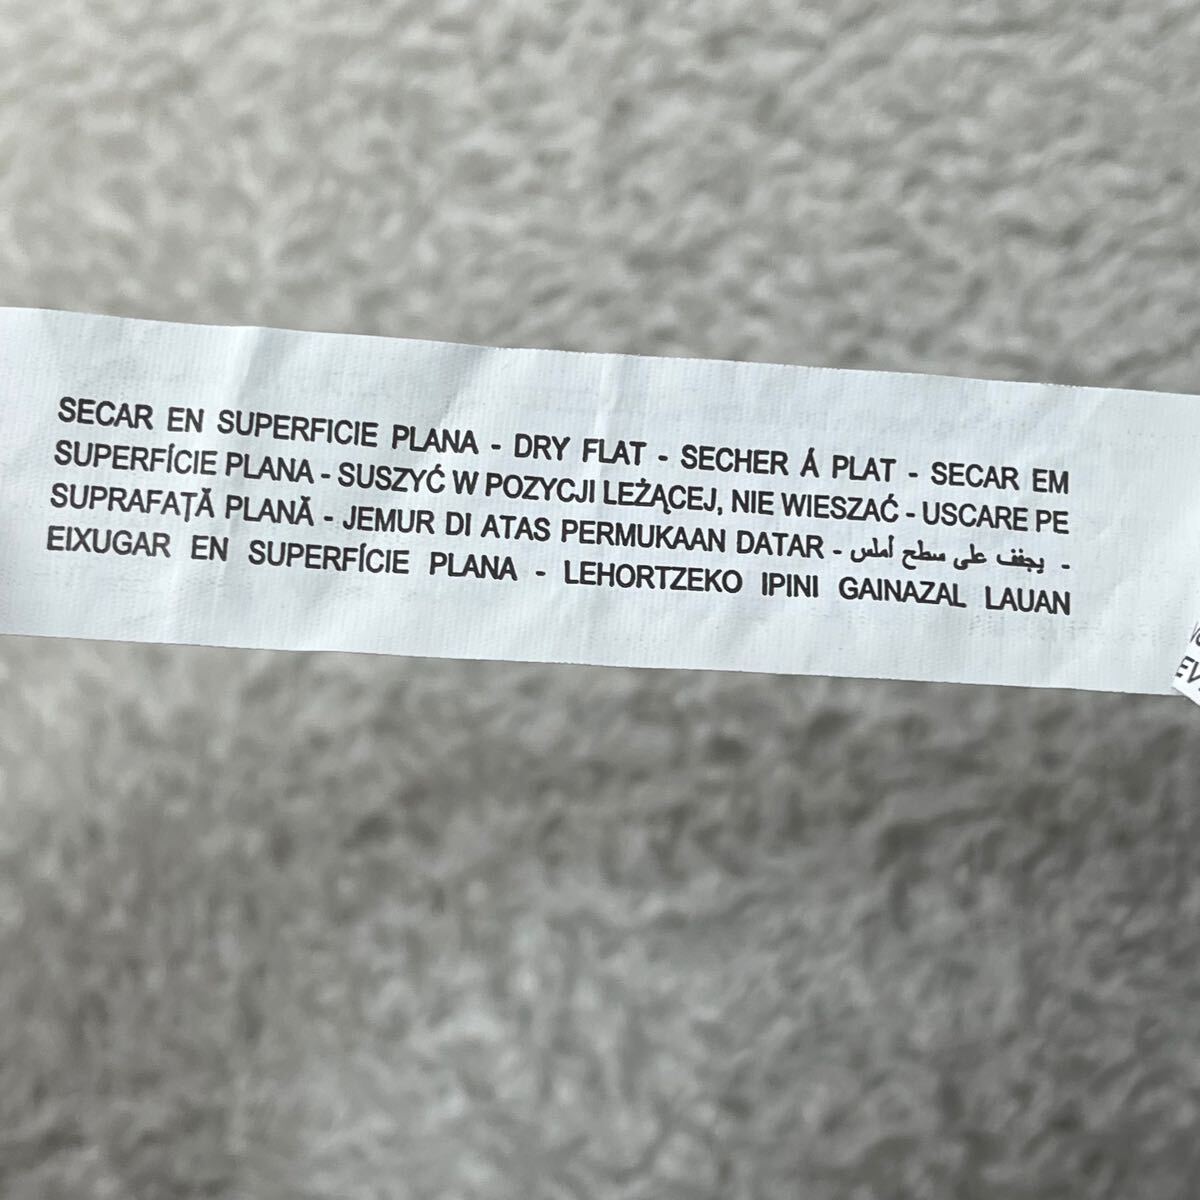 SECAR EN SUPERFICIE PLANA - DRY FLAT - SECHER Á PLAT - SECAR EM
SUPERFÍCIE PLANA - SUSZYĆ W POZYCJI LEŻĄCEJ, NIE WIESZAĆ - USCARE PE
SUPRAFAȚĂ PLANĂ - JEMUR DI ATAS PERMUKAAN DATAR - يجفف على سطح أملس -
EIXUGAR EN SUPERFÍCIE PLANA - LEHORTZEKO IPINI GAINAZAL LAUAN